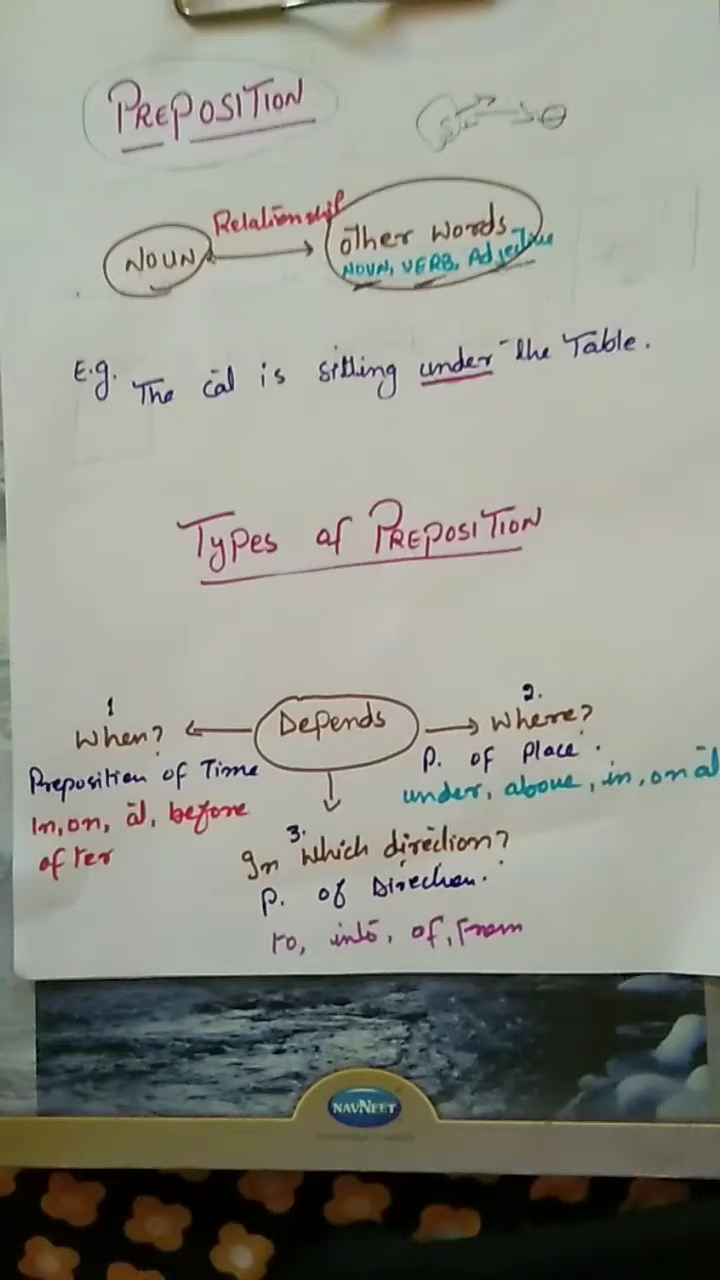 PREPOSITION
Relationship
NOUN
other words
NOUN, VERB, Adjective
E.g. The cat is sitting under the Table.
Types of PREPOSITION
Depends
1
When?
Preposition of Time
In, on, at, before
after
2.
Where?
P. of Place.
under, above, in, on at
3.
In which direction?
P. of Direction.
to, into, of, From
NAVNEET